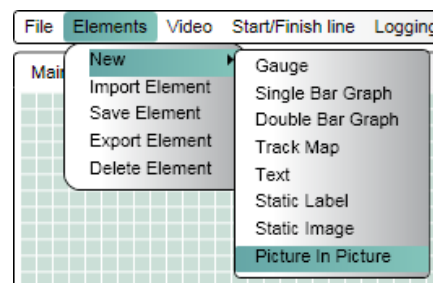 File Elements Video Start/Finish line Logging
Main
New
Import Element
Save Element
Export Element
Delete Element
Gauge
Single Bar Graph
Double Bar Graph
Track Map
Text
Static Label
Static Image
Picture In Picture